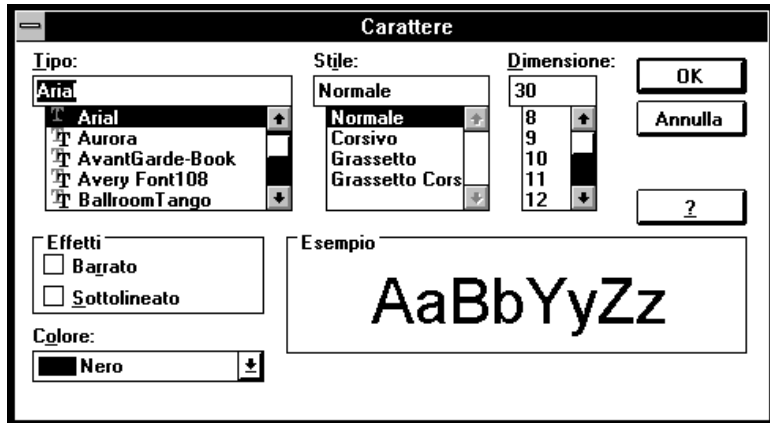 Carattere
Tipo: Stile: Dimensione:
Arial Normale 30 OK
Arial Normale 8 Annulla
Aurora Corsivo 9
AvantGarde-Book Grassetto 10
Avery Font108 Grassetto Cors 11
BallroomTango 12 ?
Effetti
Barrato
Sottolineato
Esempio
AaBbYyZz
Colore:
Nero